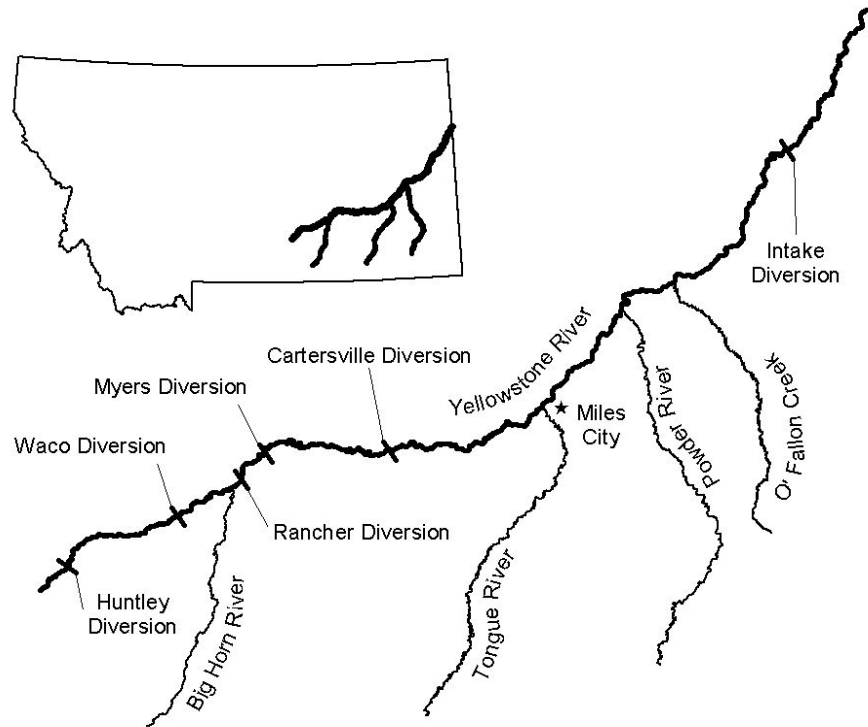 Intake
Diversion
Cartersville Diversion
Yellowstone River
Myers Diversion
Miles
City
Powder River
O' Fallon Creek
Waco Diversion
Rancher Diversion
Huntley
Diversion
Big Horn River
Tongue River